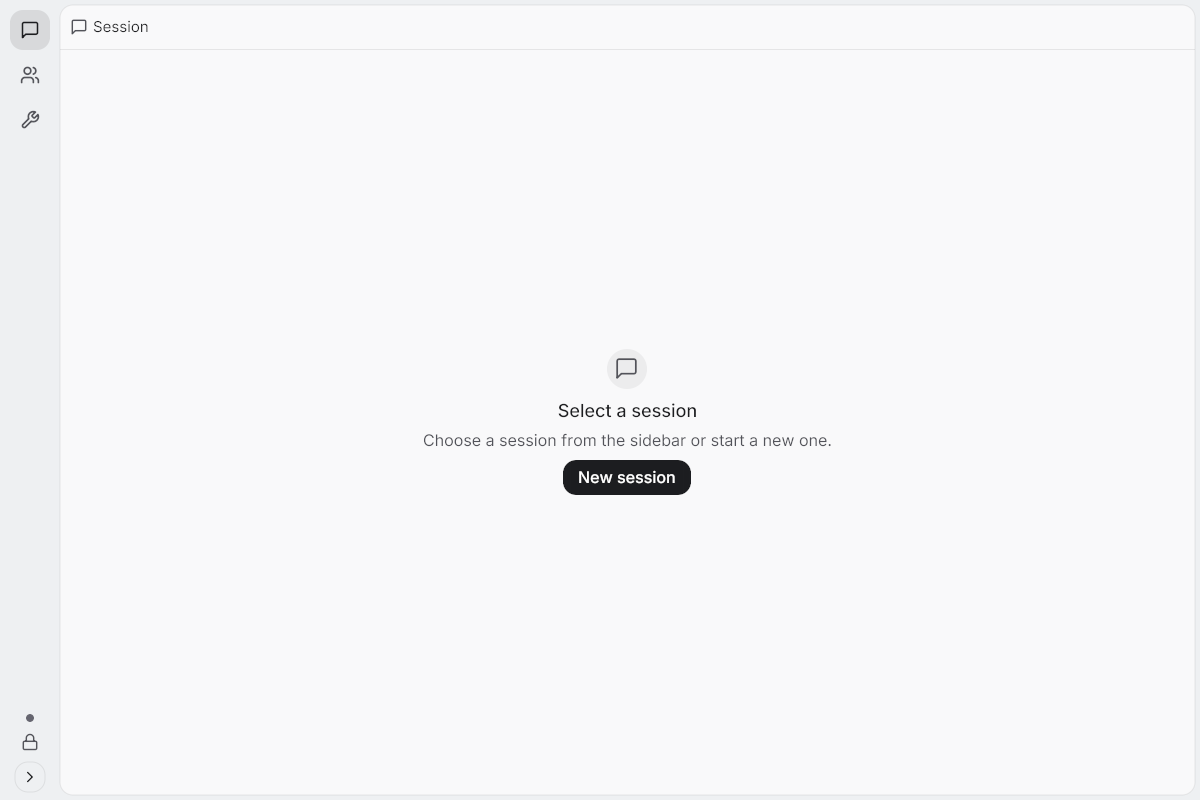 Session
Select a session
Choose a session from the sidebar or start a new one.
New session